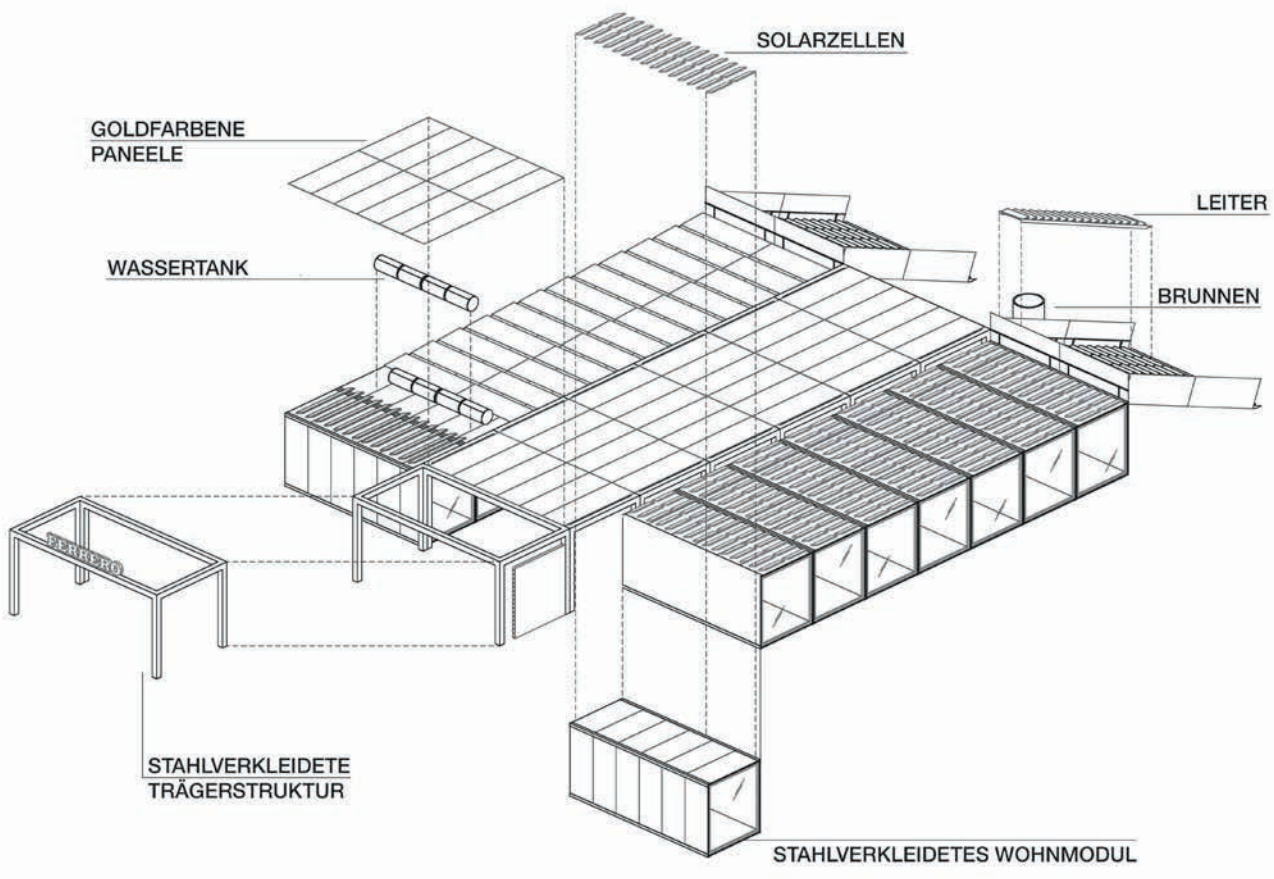 SOLARZELLEN
GOLDFARBENE
PANEELE
LEITER
WASSERTANK
BRUNNEN
FERRERO
STAHLVERKLEIDETE
TRÄGERSTRUKTUR
STAHLVERKLEIDETES WOHNMODUL